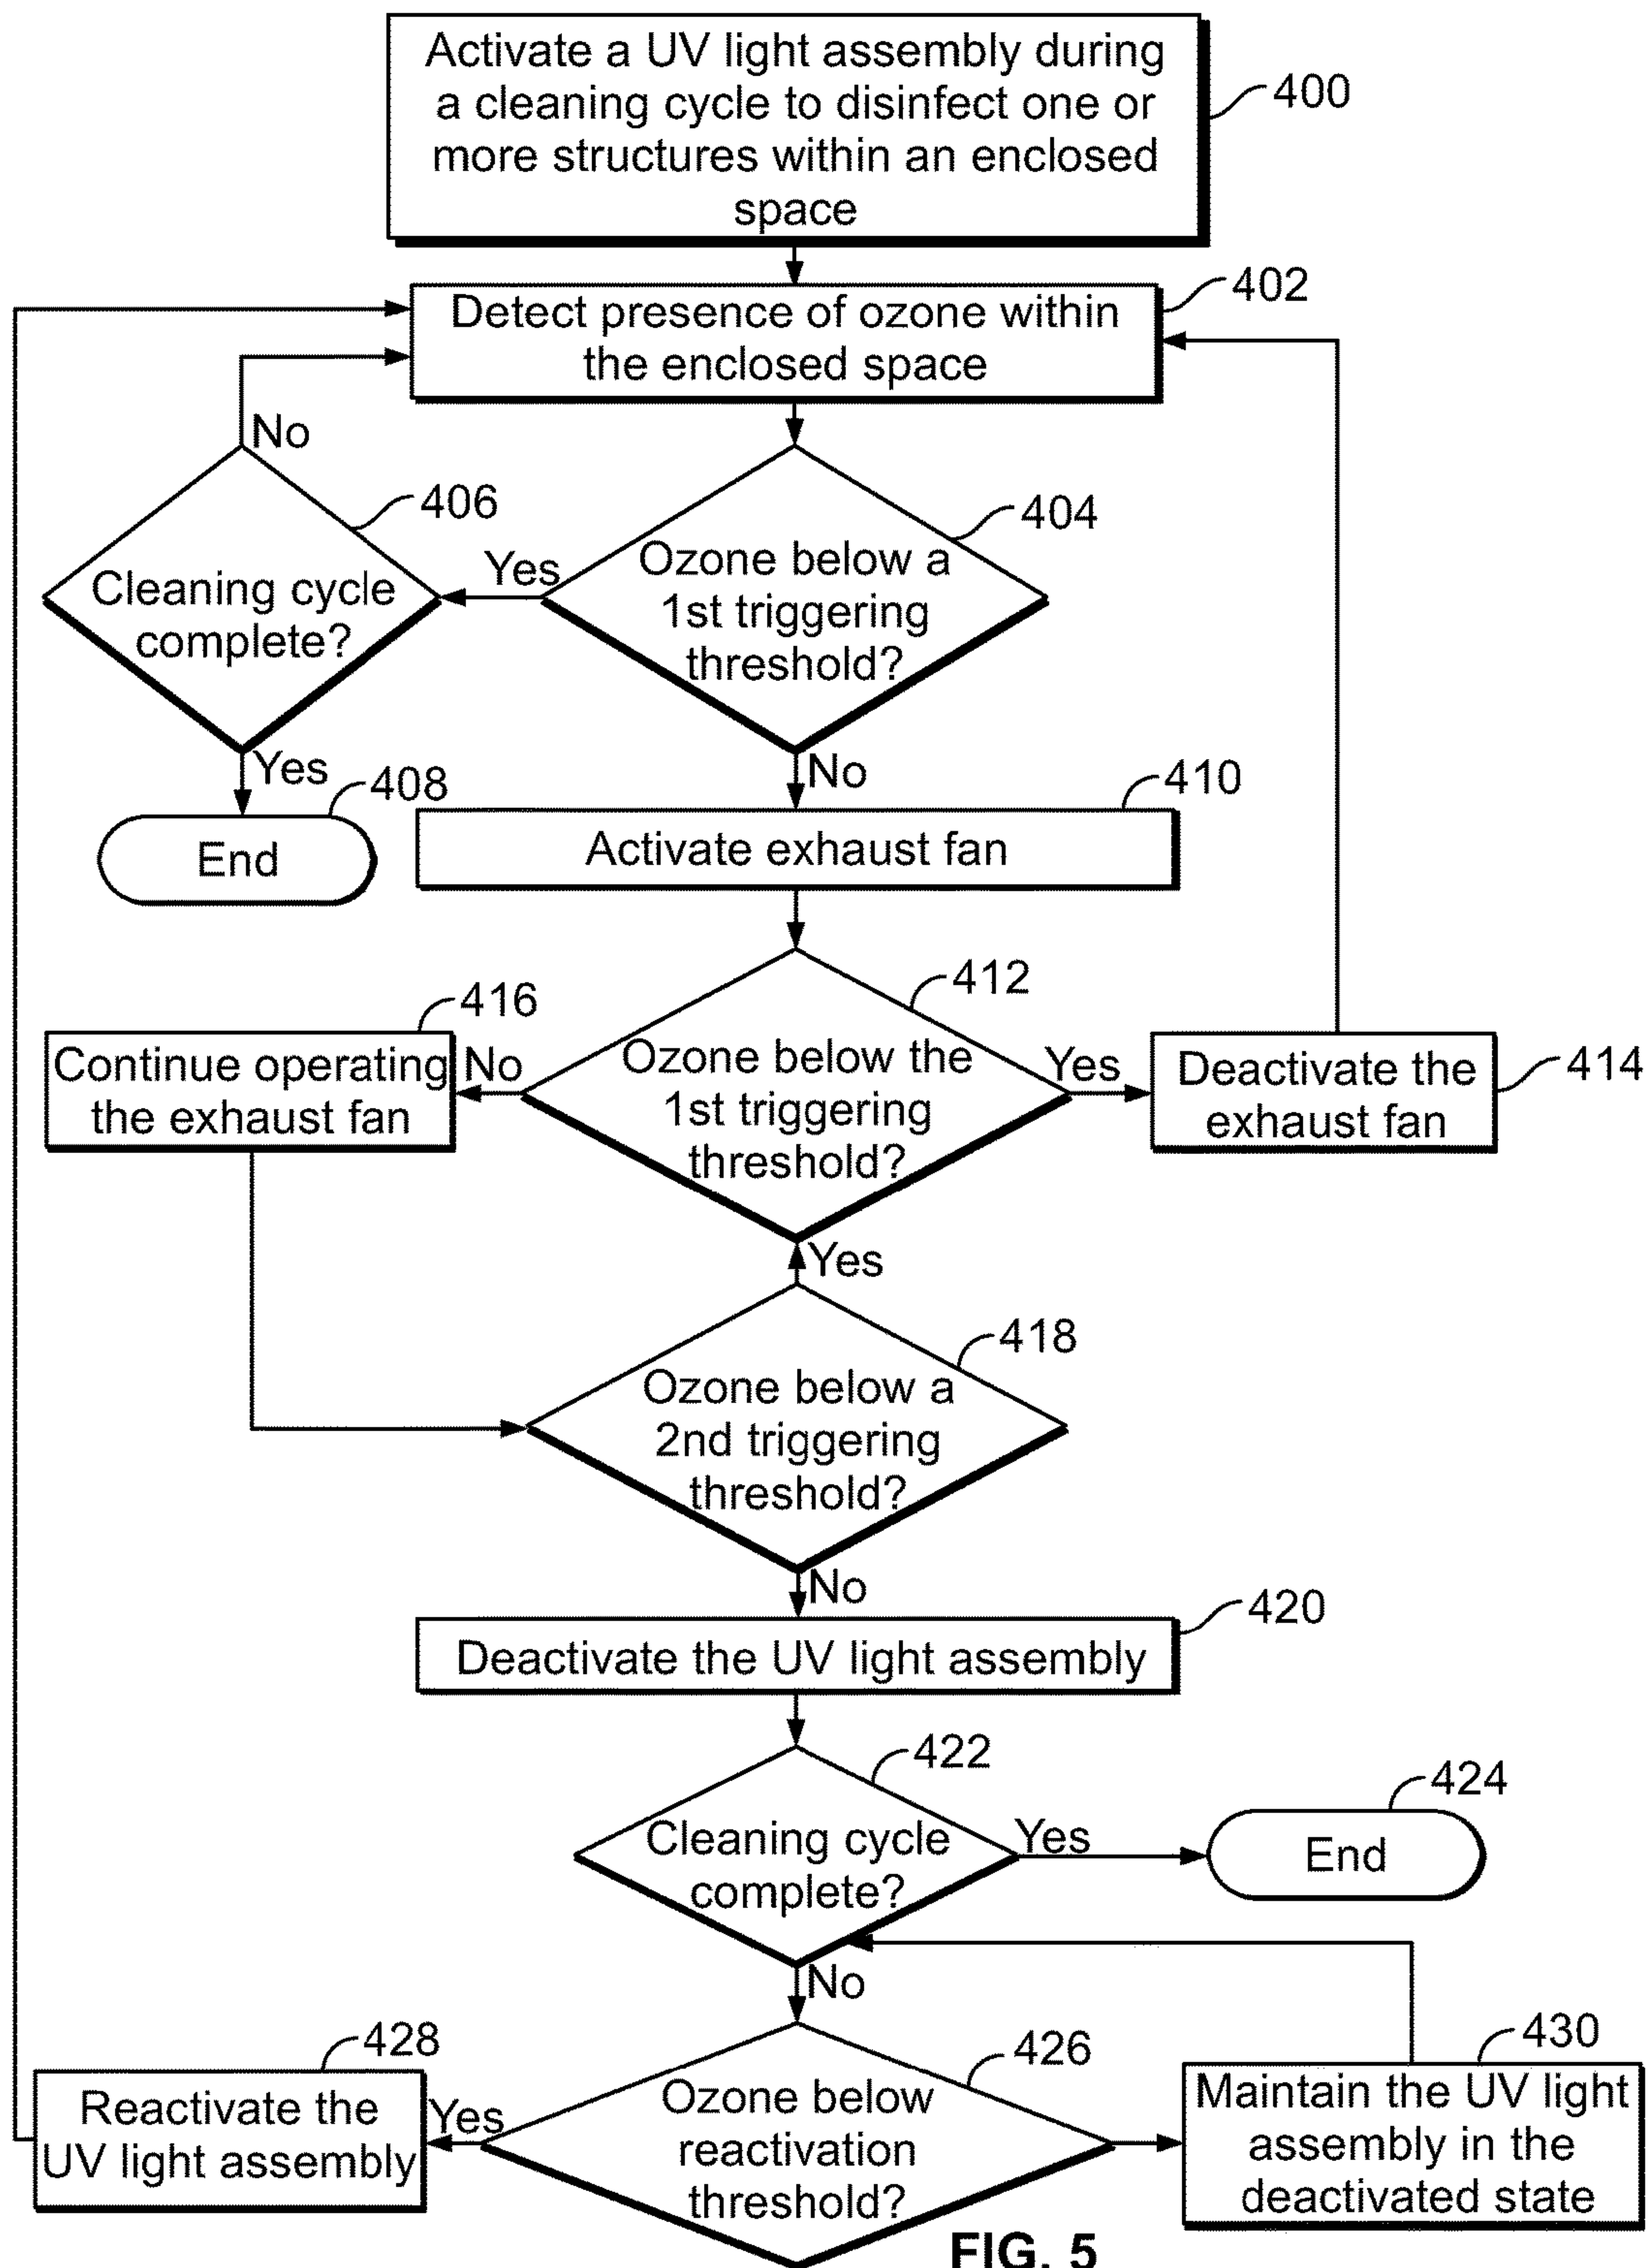 Activate a UV light assembly during
a cleaning cycle to disinfect one or
more structures within an enclosed
space
400
Detect presence of ozone within
the enclosed space
402
No
406
Cleaning cycle
complete?
Yes
404
Ozone below a
1st triggering
threshold?
Yes
408
End
No
410
Activate exhaust fan
412
Ozone below the
1st triggering
threshold?
416
Continue operating
the exhaust fan
No
Yes
Deactivate the
exhaust fan
414
Yes
418
Ozone below a
2nd triggering
threshold?
No
420
Deactivate the UV light assembly
422
Cleaning cycle
complete?
Yes
424
End
No
428
Reactivate the
UV light assembly
Yes
426
Ozone below
reactivation
threshold?
430
Maintain the UV light
assembly in the
deactivated state
FIG. 5